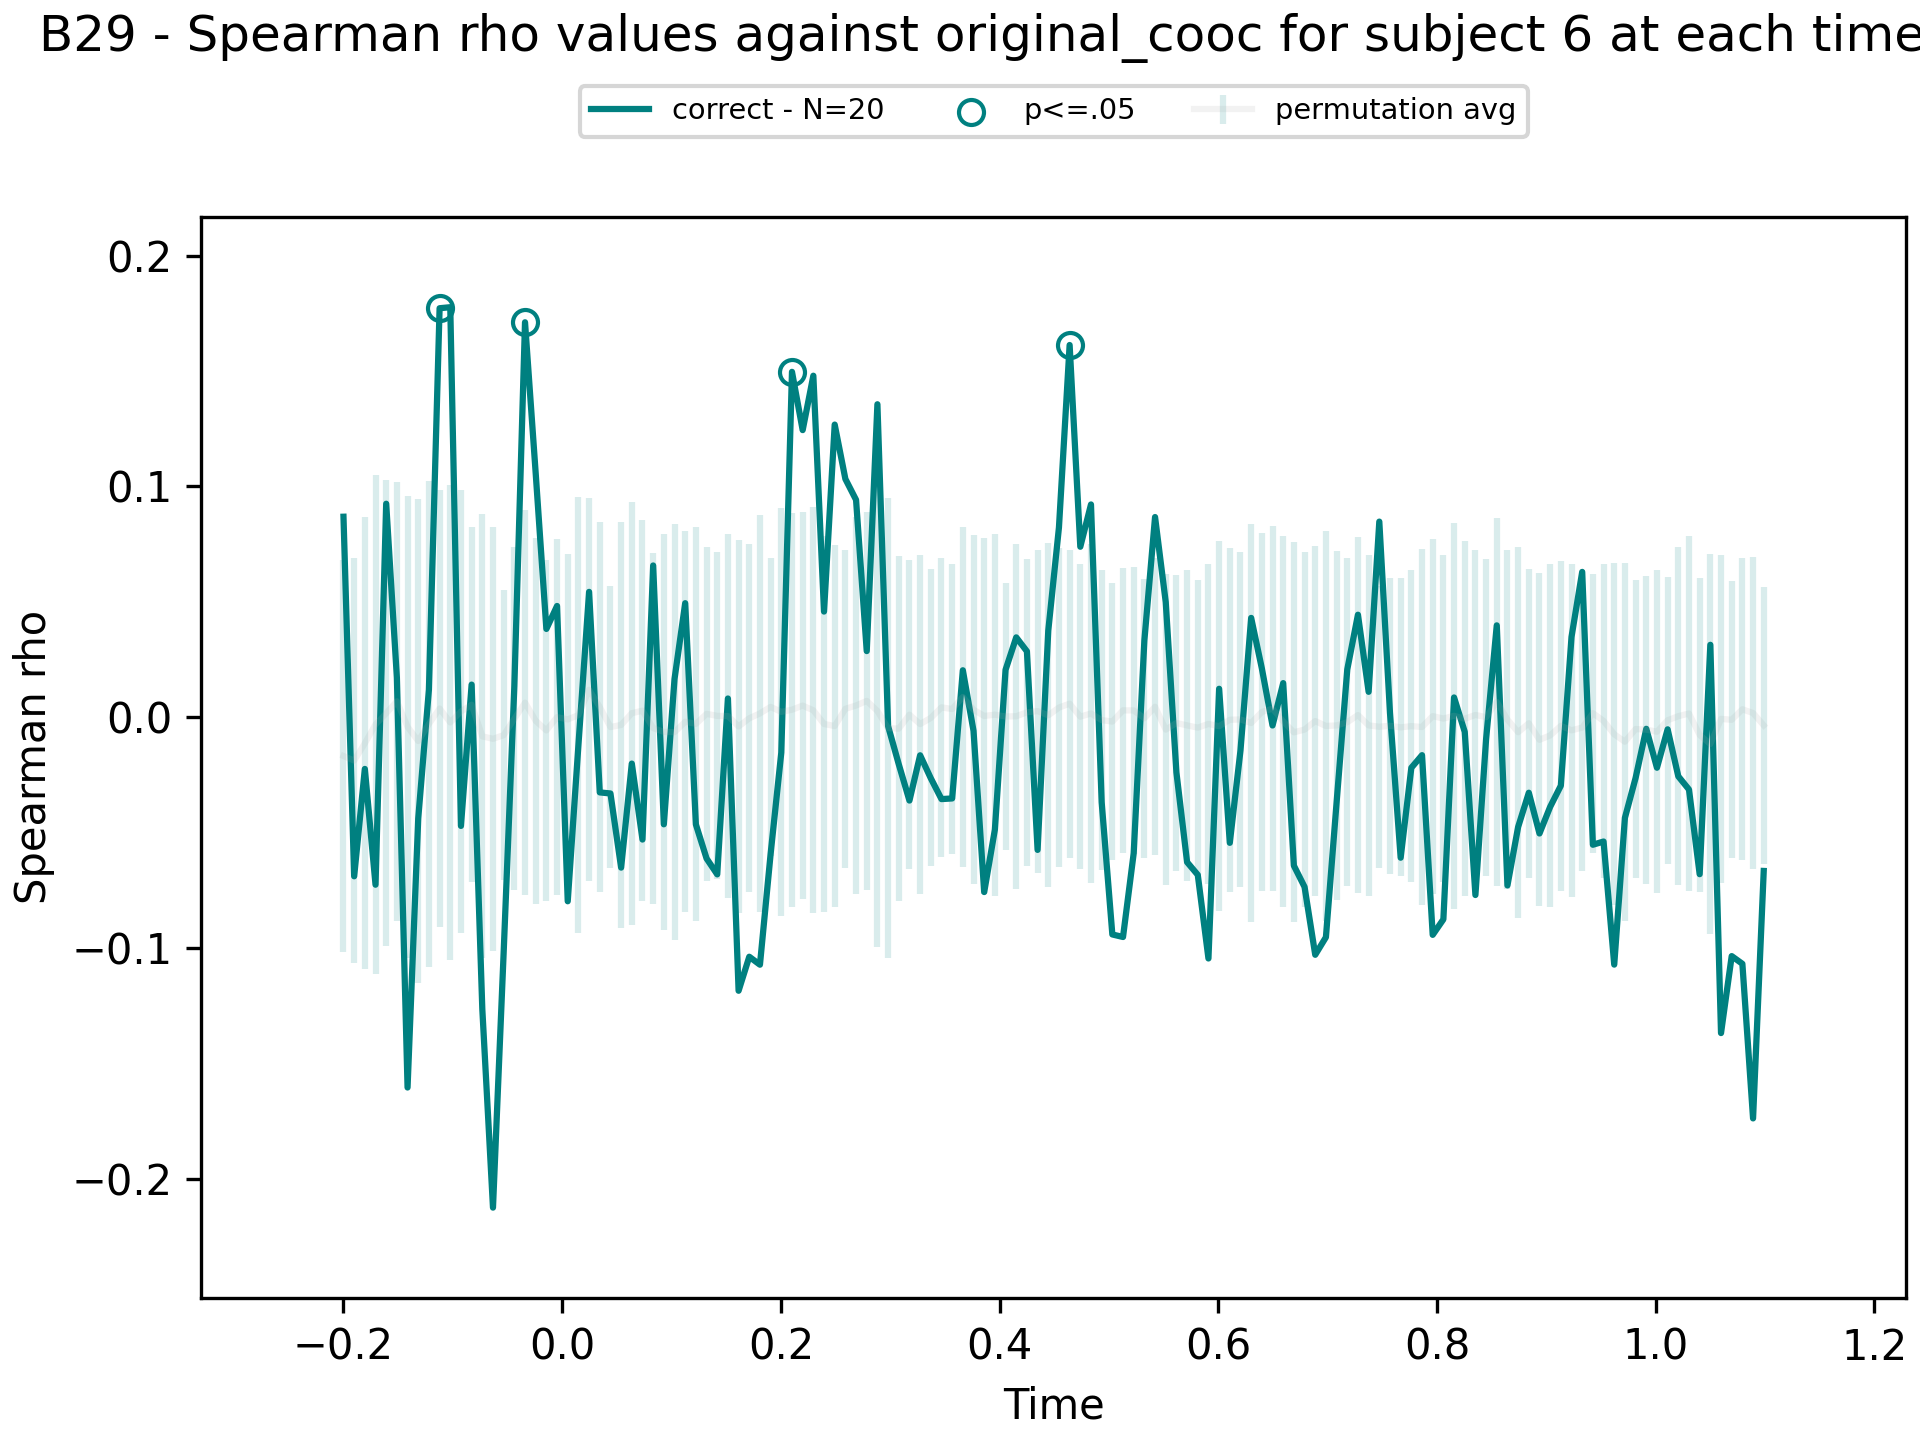 B29 - Spearman rho values against original_cooc for subject 6 at each time
correct - N=20 p<=.05 permutation avg
0.2
0.1
0.0
−0.1
−0.2
Spearman rho
−0.2 0.0 0.2 0.4 0.6 0.8 1.0 1.2
Time